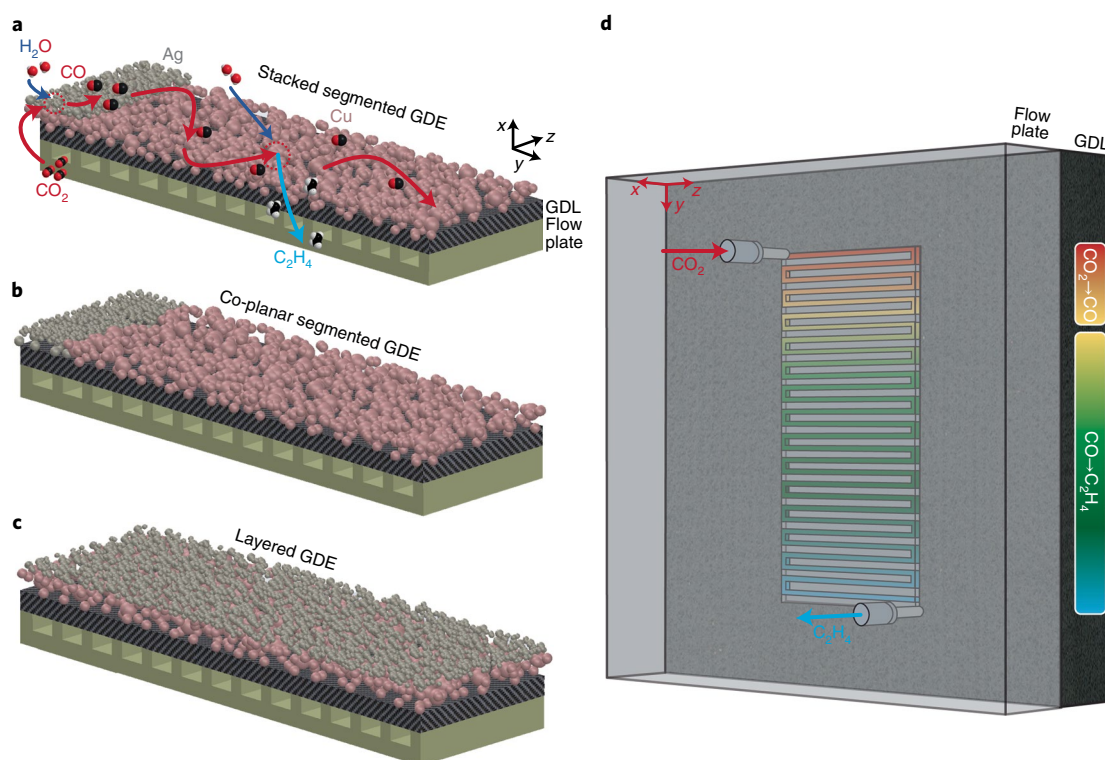 a
H₂O
CO
Ag
Stacked segmented GDE
Cu
x
z
y
CO₂
C₂H₄
GDL
Flow
plate
b
Co-planar segmented GDE
c
Layered GDE
d
Flow
plate
GDL
x
z
y
CO₂
C₂H₄
CO₂→CO
CO→C₂H₄